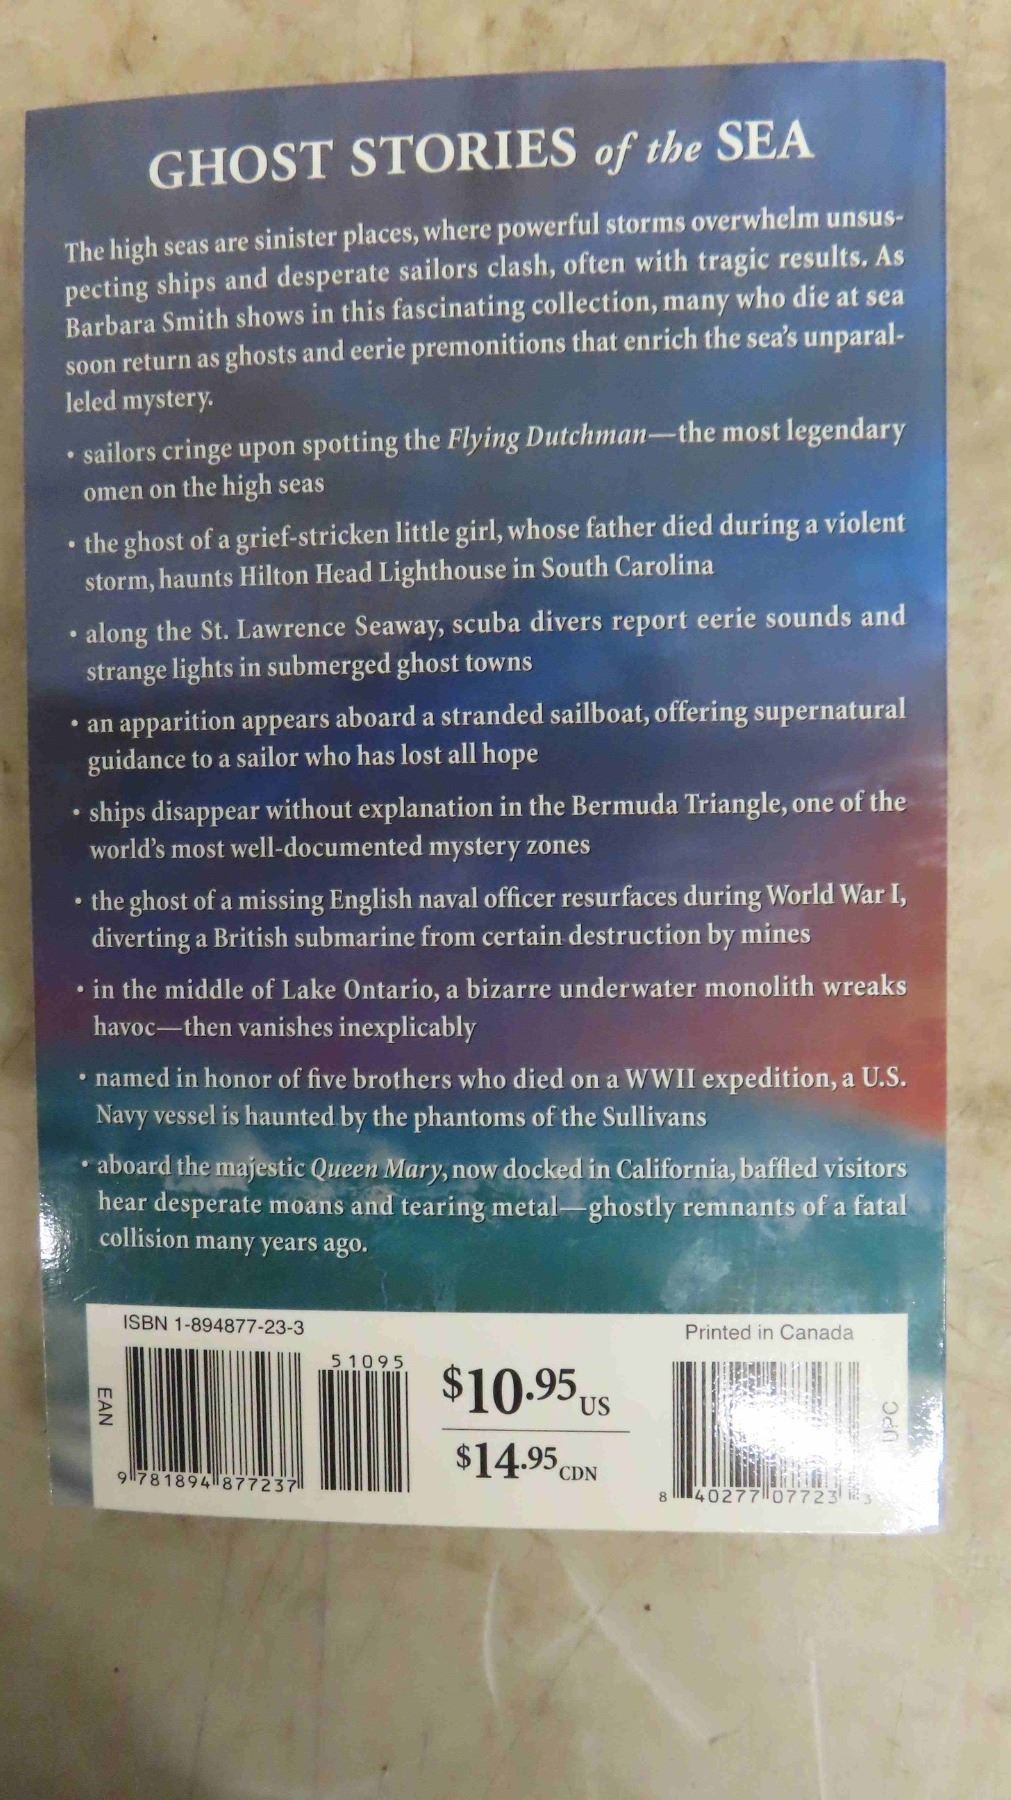 GHOST STORIES of the SEA
The high seas are sinister places, where powerful storms overwhelm unsus-
pecting ships and desperate sailors clash, often with tragic results. As
Barbara Smith shows in this fascinating collection, many who die at sea
soon return as ghosts and eerie premonitions that enrich the sea's unparal-
leled mystery.
• sailors cringe upon spotting the Flying Dutchman—the most legendary
omen on the high seas
• the ghost of a grief-stricken little girl, whose father died during a violent
storm, haunts Hilton Head Lighthouse in South Carolina
• along the St. Lawrence Seaway, scuba divers report eerie sounds and
strange lights in submerged ghost towns
• an apparition appears aboard a stranded sailboat, offering supernatural
guidance to a sailor who has lost all hope
• ships disappear without explanation in the Bermuda Triangle, one of the
world's most well-documented mystery zones
• the ghost of a missing English naval officer resurfaces during World War I,
diverting a British submarine from certain destruction by mines
• in the middle of Lake Ontario, a bizarre underwater monolith wreaks
havoc—then vanishes inexplicably
• named in honor of five brothers who died on a WWII expedition, a U.S.
Navy vessel is haunted by the phantoms of the Sullivans
• aboard the majestic Queen Mary, now docked in California, baffled visitors
hear desperate moans and tearing metal—ghostly remnants of a fatal
collision many years ago.
ISBN 1-894877-23-3
51095
EAN
9 781894 877237
$10.95 US
$14.95 CDN
Printed in Canada
UPC
8 40277 07723 3